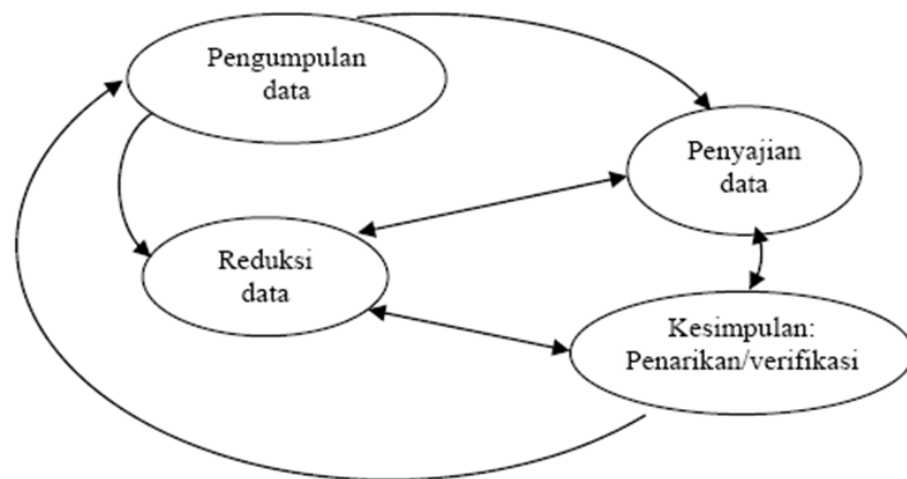 Pengumpulan
data
Penyajian
data
Reduksi
data
Kesimpulan:
Penarikan/verifikasi